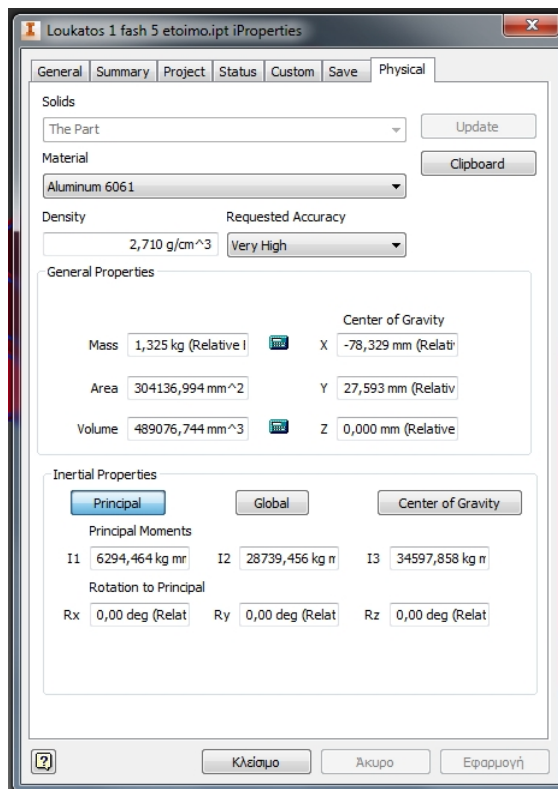 Loukatos 1 fash 5 etoimo.ipt iProperties
General Summary Project Status Custom Save Physical
Solids
The Part Update
Material Clipboard
Aluminum 6061
Density Requested Accuracy
2,710 g/cm^3 Very High
General Properties
Center of Gravity
Mass 1,325 kg (Relative X -78,329 mm (Relati
Area 304136,994 mm^2 Y 27,593 mm (Relativ
Volume 489076,744 mm^3 Z 0,000 mm (Relative
Inertial Properties
Principal Global Center of Gravity
Principal Moments
I1 6294,464 kg mm I2 28739,456 kg m I3 34597,858 kg m
Rotation to Principal
Rx 0,00 deg (Relat Ry 0,00 deg (Relat Rz 0,00 deg (Relat
Κλείσιμο Άκυρο Εφαρμογή